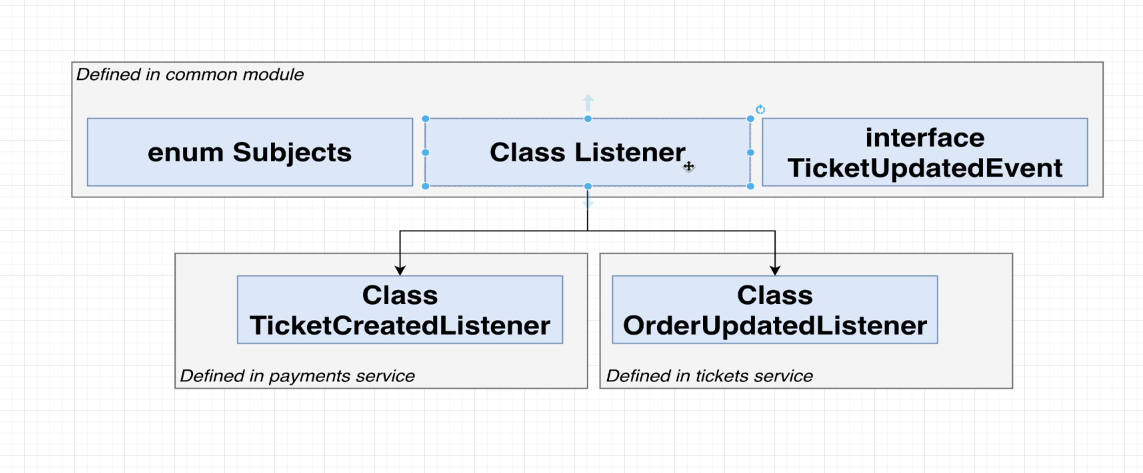 Defined in common module
enum Subjects
Class Listener
interface
TicketUpdatedEvent
Class
TicketCreatedListener
Defined in payments service
Class
OrderUpdatedListener
Defined in tickets service